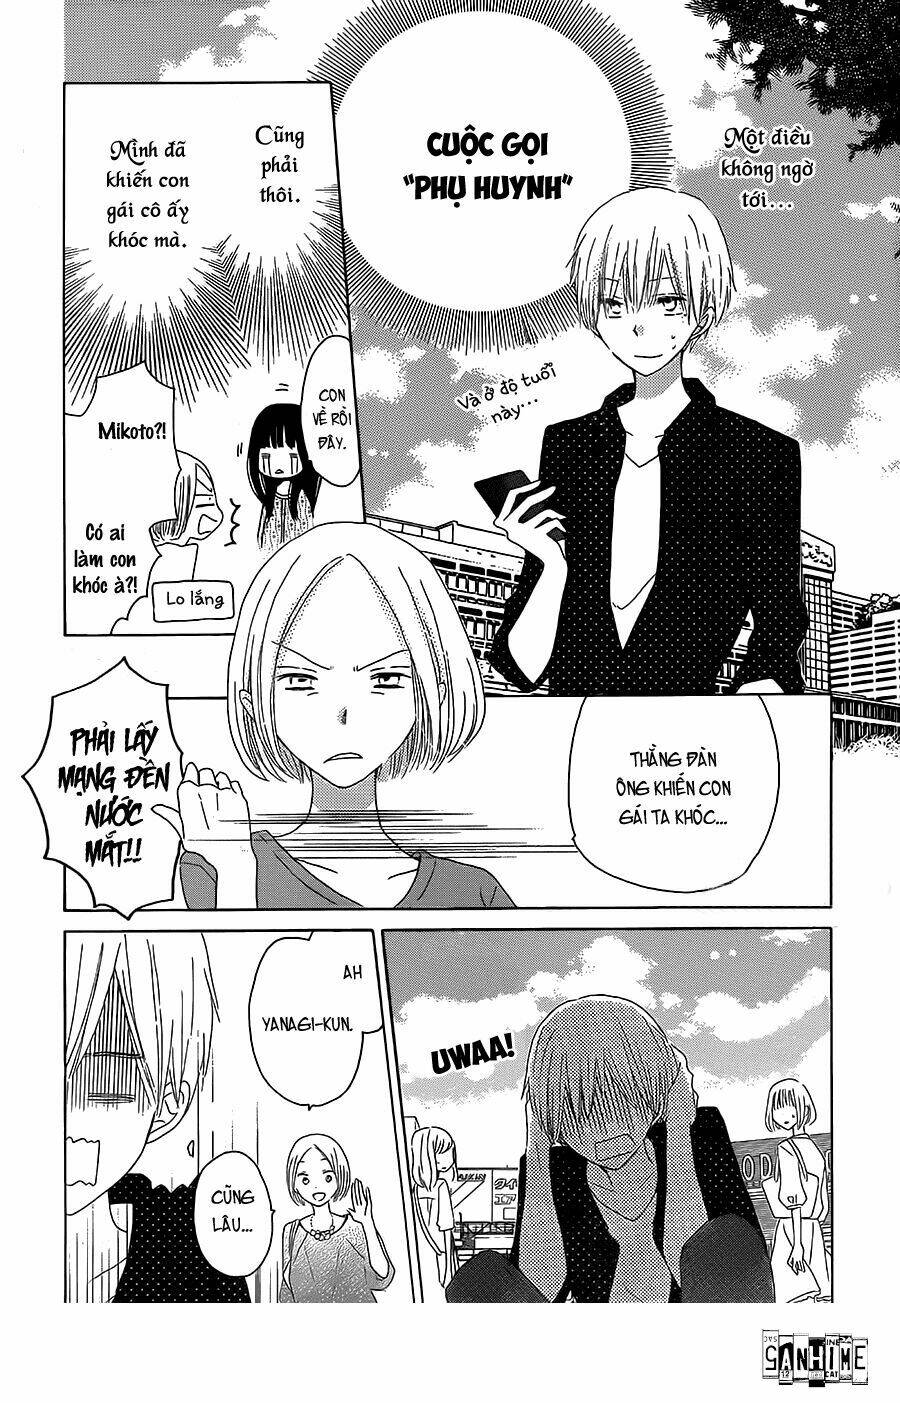 Một điều
không ngờ
tới...
CUỘC GỌI
"PHỤ HUYNH"
Và ở độ tuổi
này...
Cũng
phải
thôi.
Mình đã
khiến con
gái cô ấy
khóc mà.
CON
VỀ RỒI
ĐÂY.
Mikoto?!
Có ai
làm con
khóc à?!
Lo lắng
THẰNG ĐÀN
ÔNG KHIẾN CON
GÁI TA KHÓC...
PHẢI LẤY
MẠNG ĐỀN
NƯỚC
MẮT!!
UWAA!
AH
YANAGI-KUN.
CŨNG
LÂU...
SANHIME